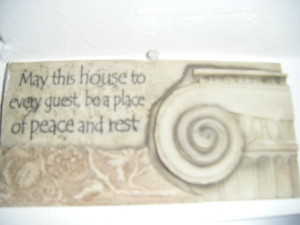 May this house to
every guest, be a place
of peace and rest